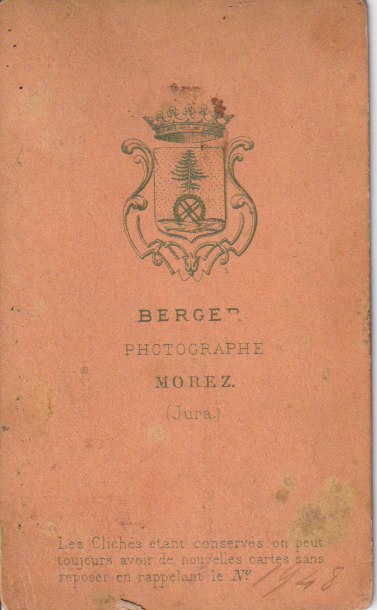 BERGER
PHOTOGRAPHE
MOREZ.
(Jura.)
Les Clichés étant conservés, on peut
toujours avoir de nouvelles cartes sans
reposer en rappelant le Nº 1948